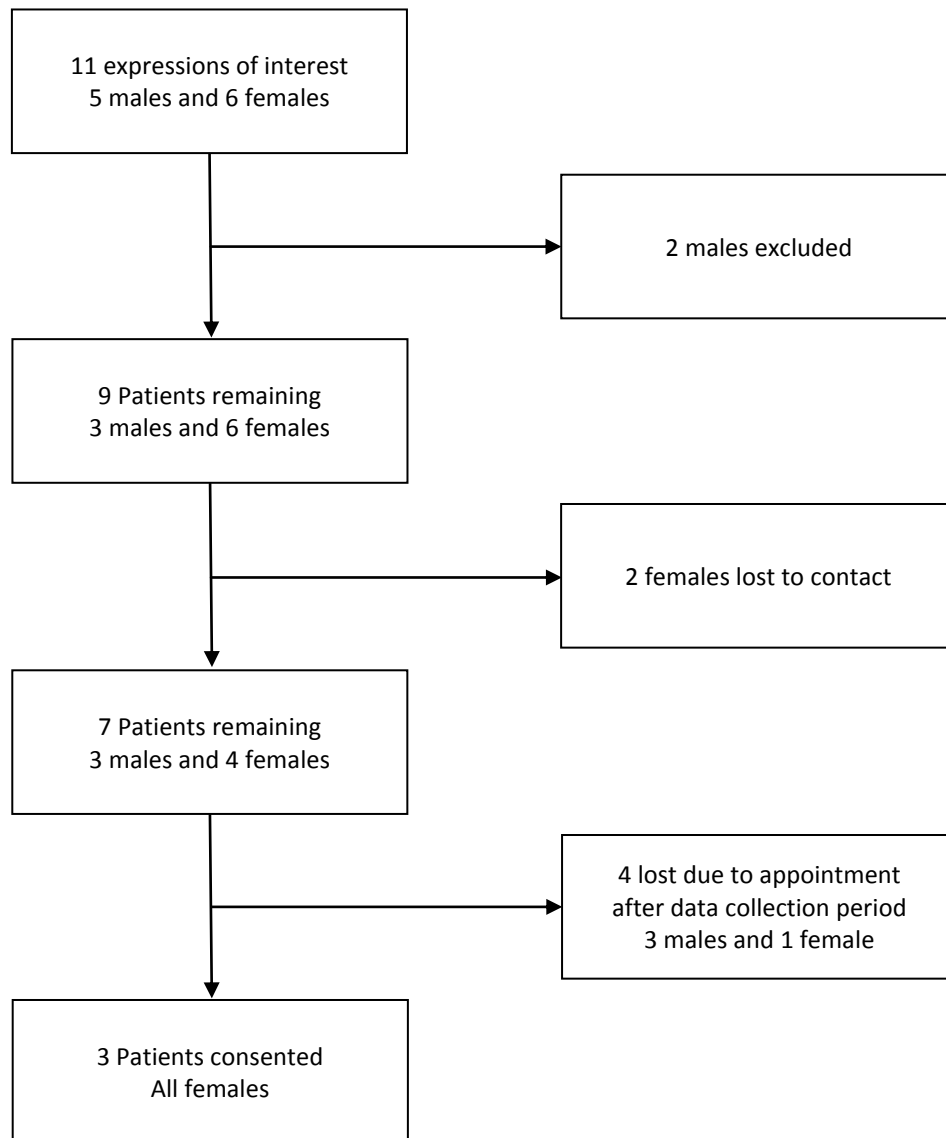 11 expressions of interest
5 males and 6 females
2 males excluded
9 Patients remaining
3 males and 6 females
2 females lost to contact
7 Patients remaining
3 males and 4 females
4 lost due to appointment
after data collection period
3 males and 1 female
3 Patients consented
All females